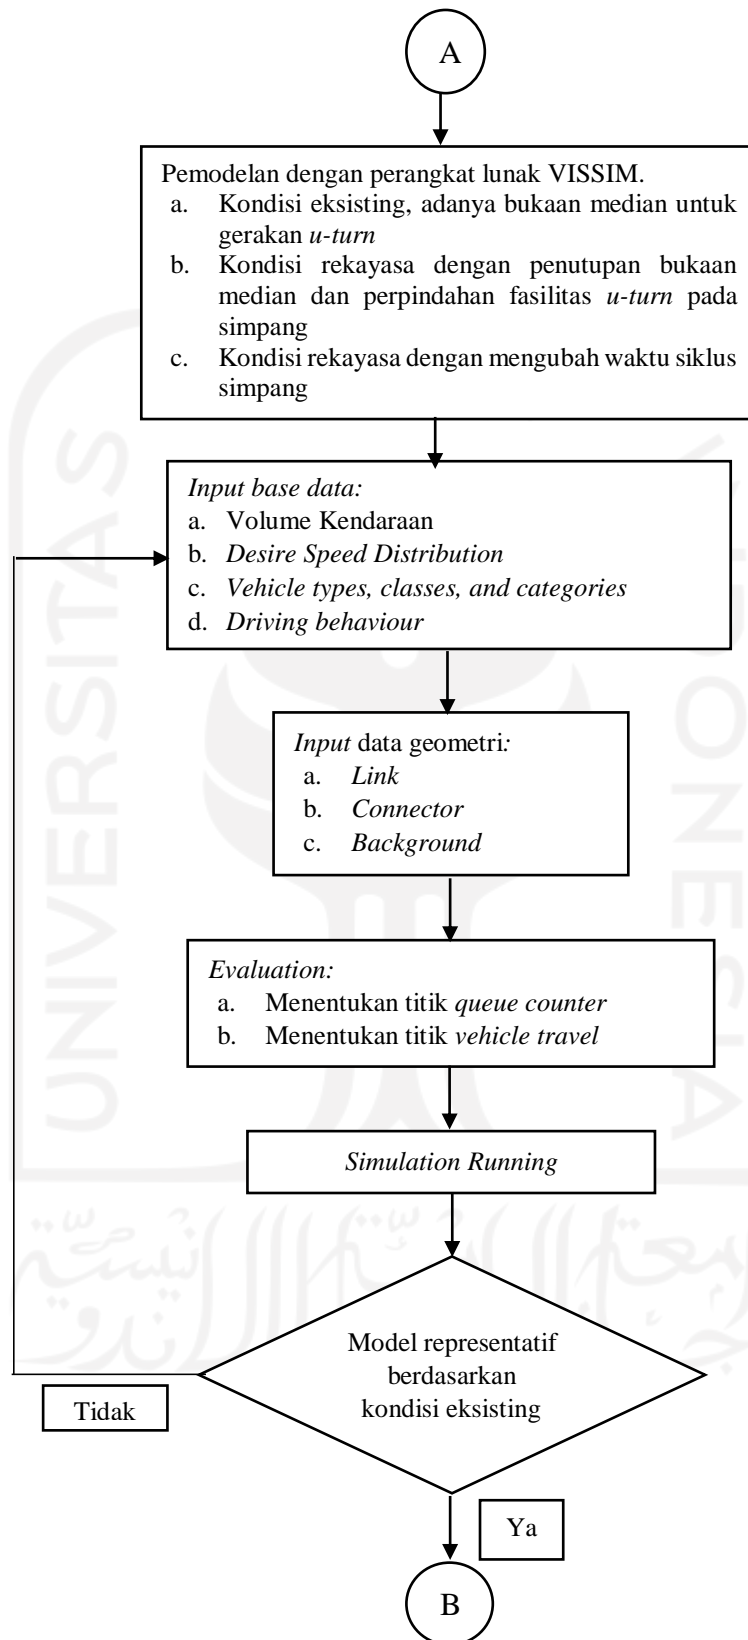 A
Pemodelan dengan perangkat lunak VISSIM.
a. Kondisi eksisting, adanya bukaan median untuk
gerakan u-turn
b. Kondisi rekayasa dengan penutupan bukaan
median dan perpindahan fasilitas u-turn pada
simpang
c. Kondisi rekayasa dengan mengubah waktu siklus
simpang
Input base data:
a. Volume Kendaraan
b. Desire Speed Distribution
c. Vehicle types, classes, and categories
d. Driving behaviour
Input data geometri:
a. Link
b. Connector
c. Background
Evaluation:
a. Menentukan titik queue counter
b. Menentukan titik vehicle travel
Simulation Running
Model representatif
berdasarkan
kondisi eksisting
Tidak
Ya
B
UNIVERSITAS